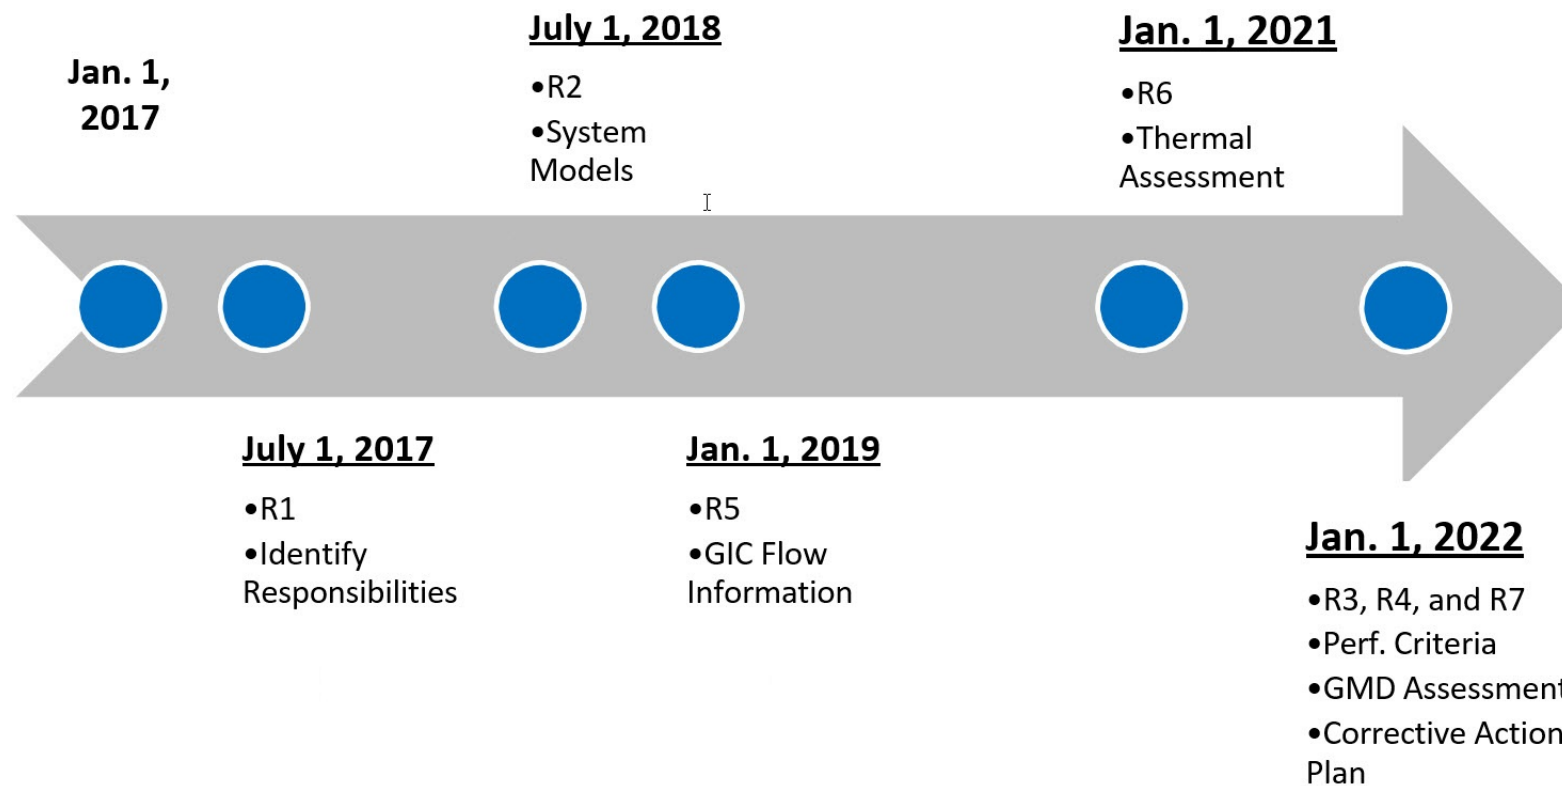 Jan. 1,
2017
July 1, 2018
•R2
•System
Models
Jan. 1, 2021
•R6
•Thermal
Assessment
July 1, 2017
•R1
•Identify
Responsibilities
Jan. 1, 2019
•R5
•GIC Flow
Information
Jan. 1, 2022
•R3, R4, and R7
•Perf. Criteria
•GMD Assessment
•Corrective Action
Plan